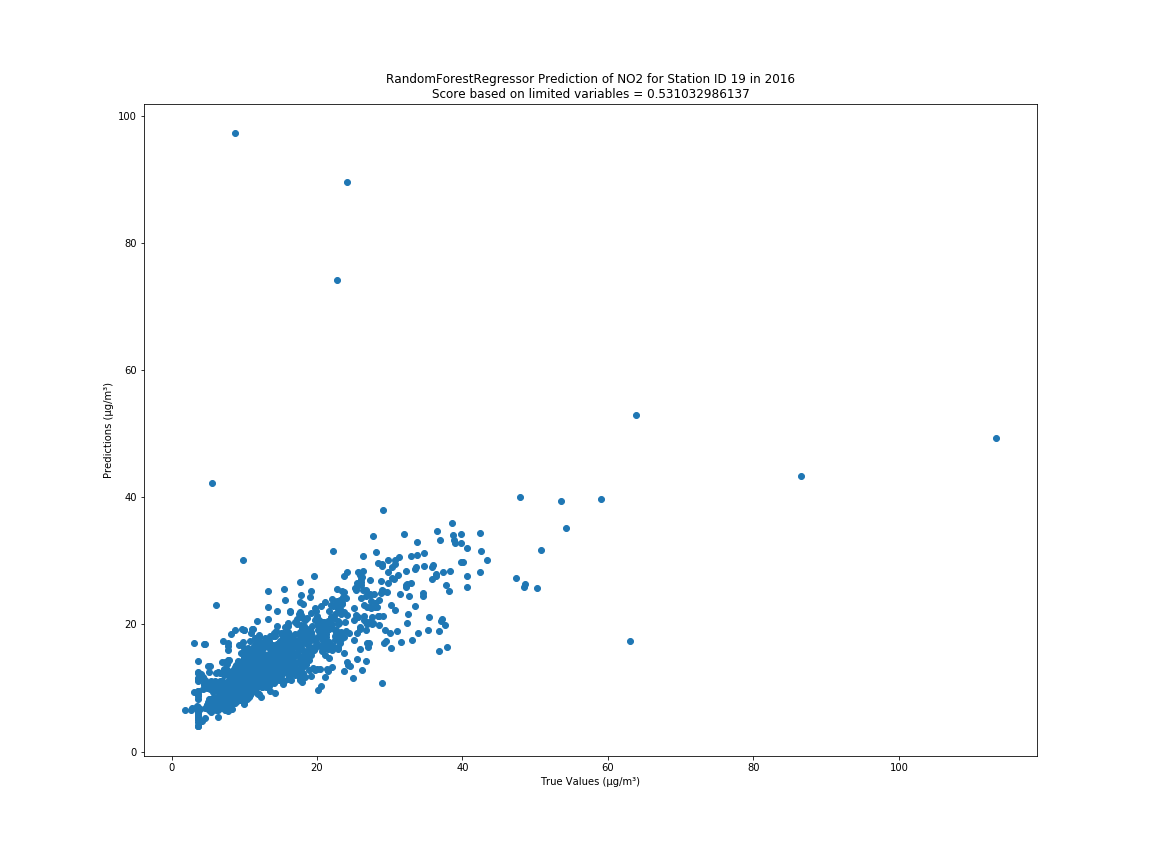 RandomForestRegressor Prediction of NO2 for Station ID 19 in 2016
Score based on limited variables = 0.531032986137
100
80
60
40
20
0
Predictions (µg/m³)
0 20 40 60 80 100
True Values (µg/m³)